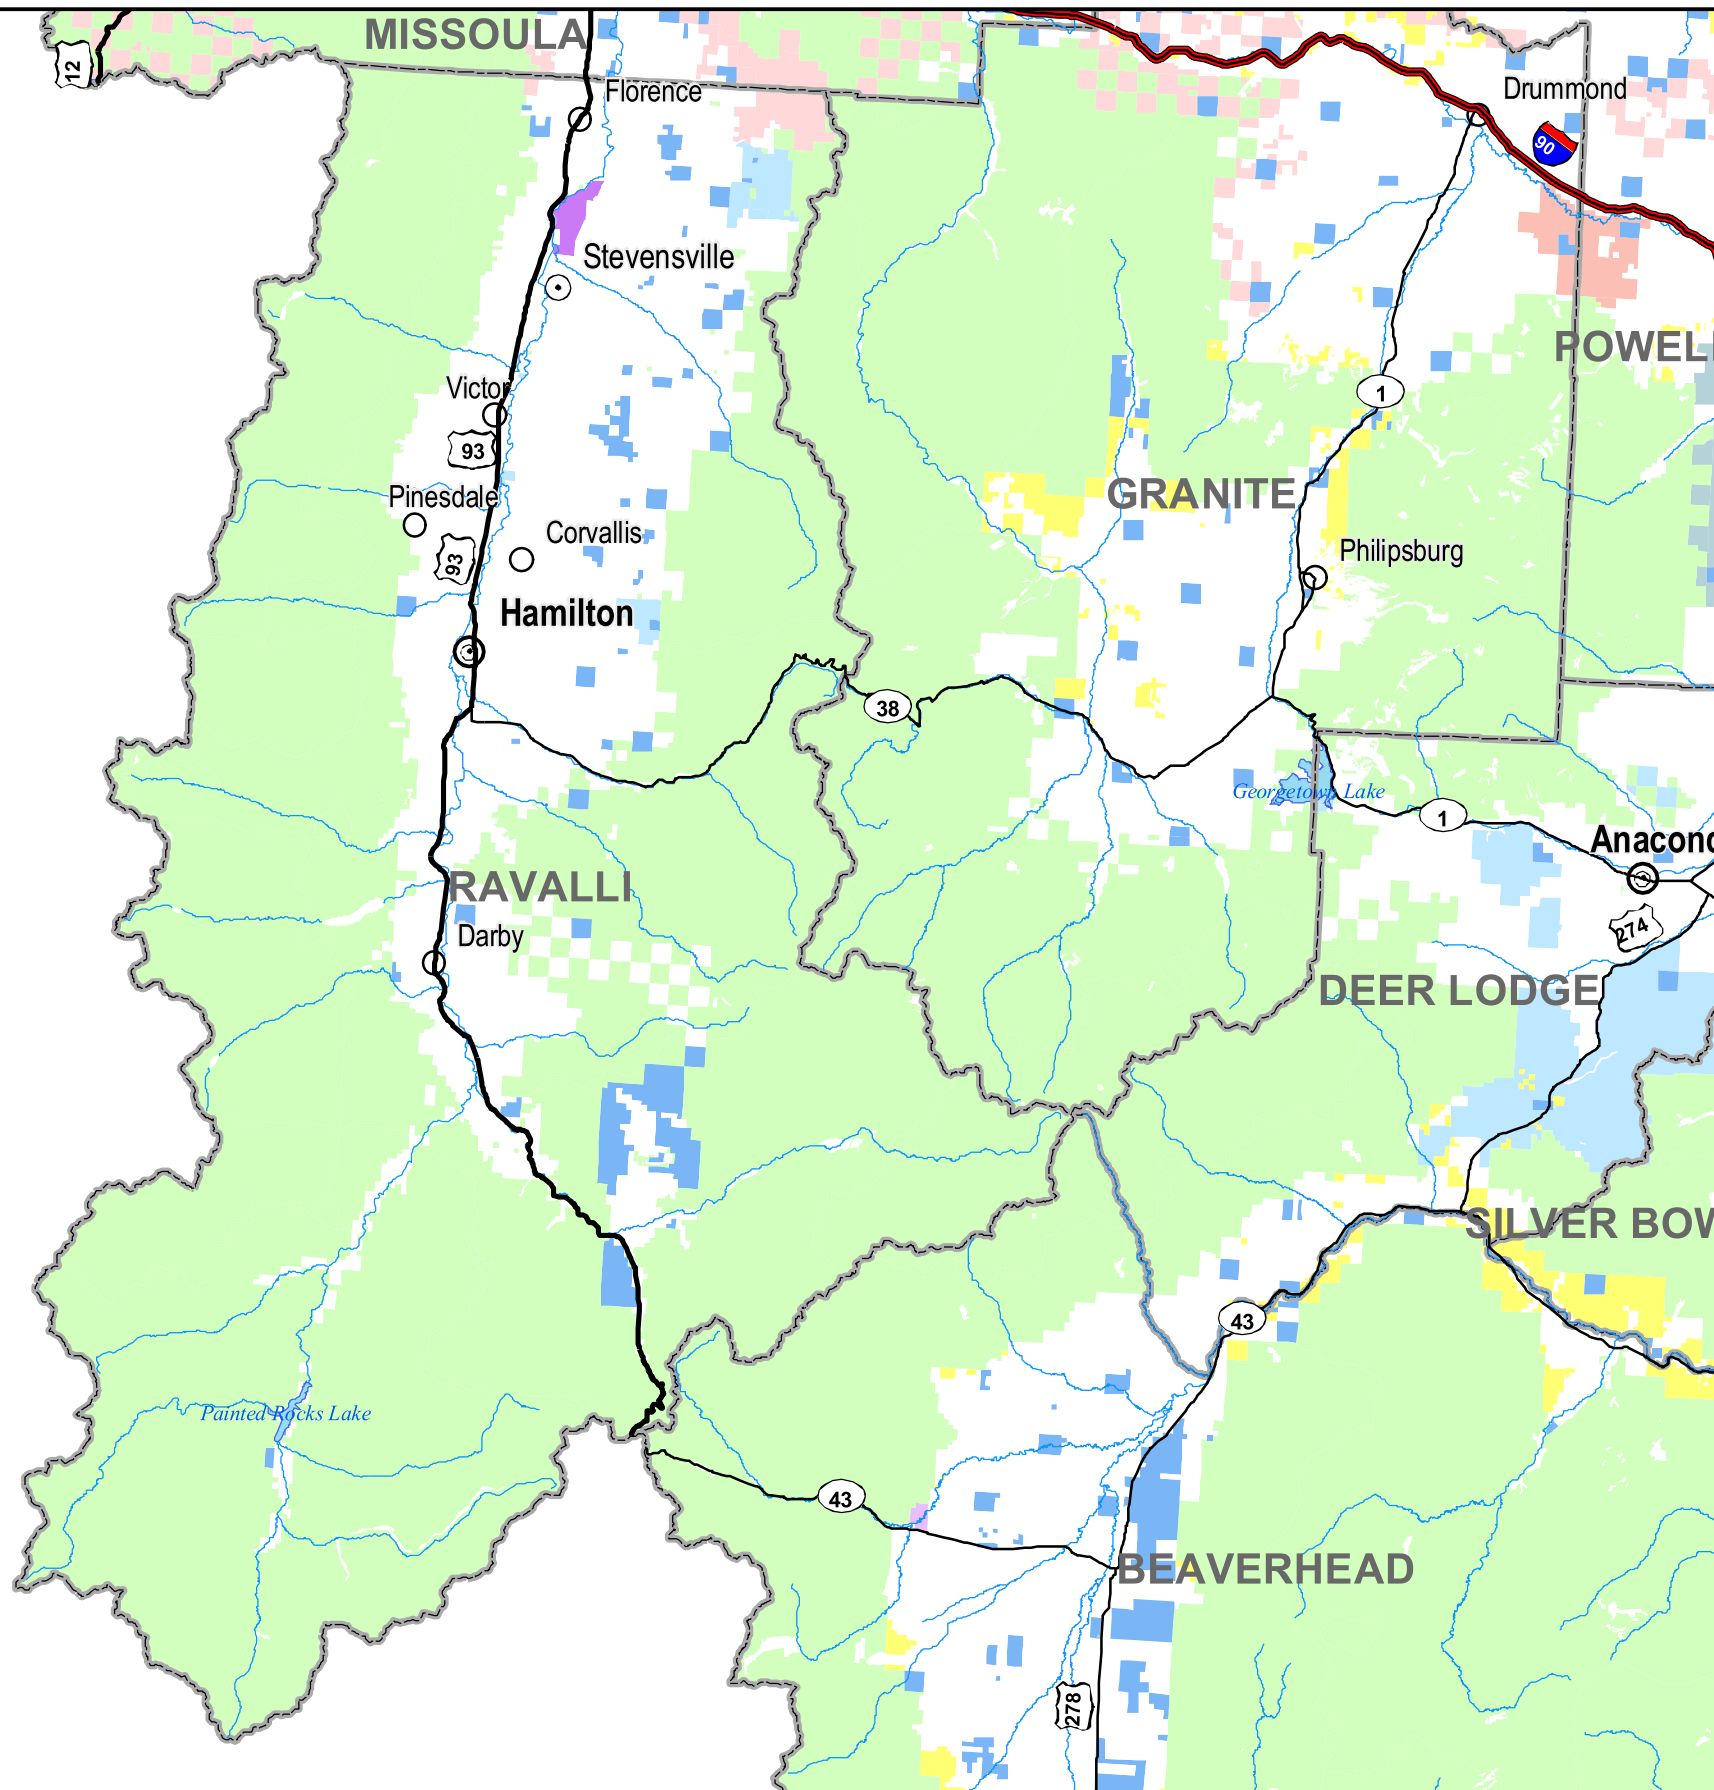 MISSOULA
12
Florence
Drummond
90
Stevensville
POWEL
Victor
1
93
Pinesdale
GRANITE
Corvallis
93
Philipsburg
Hamilton
38
Georgetown Lake
1
Anacond
RAVALLI
274
Darby
DEER LODGE
SILVER BOW
43
Painted Rocks Lake
43
BEAVERHEAD
278